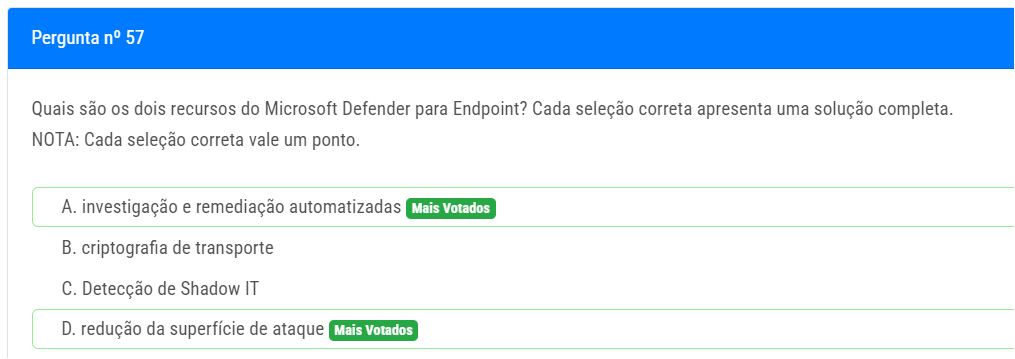 Pergunta nº 57
Quais são os dois recursos do Microsoft Defender para Endpoint? Cada seleção correta apresenta uma solução completa.
NOTA: Cada seleção correta vale um ponto.
A. investigação e remediação automatizadas Mais Votados
B. criptografia de transporte
C. Detecção de Shadow IT
D. redução da superfície de ataque Mais Votados